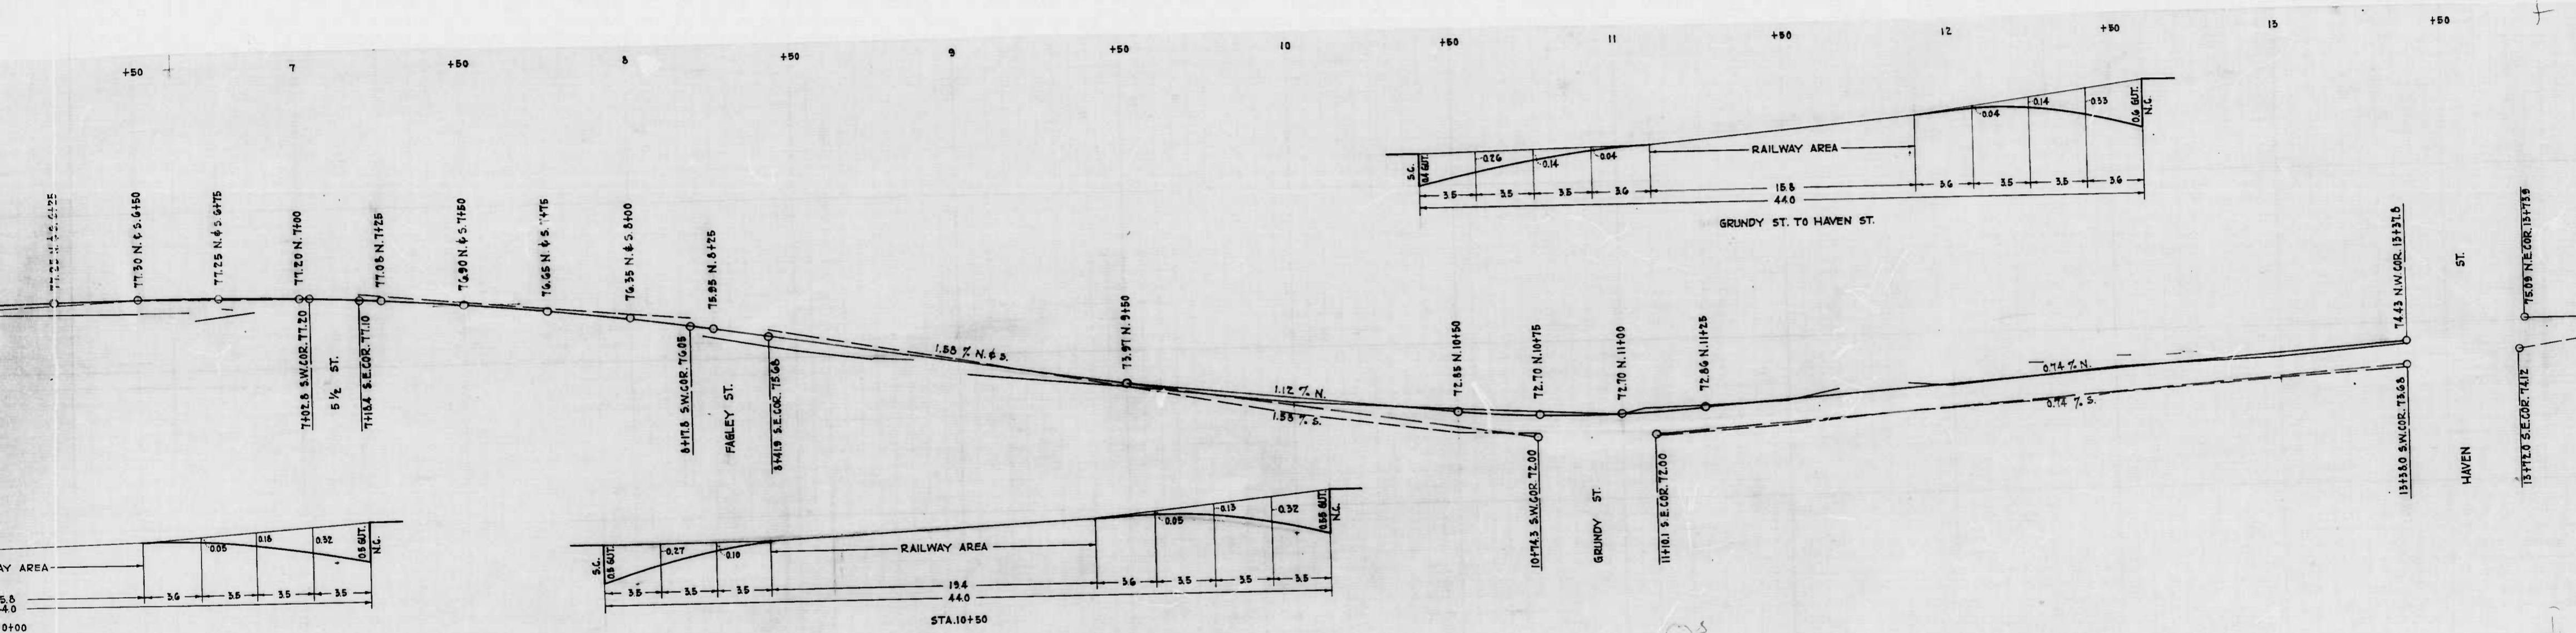 +50
7
+50
8
+50
9
+50
10
+50
11
+50
12
+50
13
+50
77.30 N. & S. 6+50
77.25 N. & S. 6+75
77.20 N. 7+00
77.08 N. 7+25
76.90 N. & S. 7+50
76.65 N. & S. 7+75
76.35 N. & S. 8+00
75.95 N. 8+25
73.97 N. 9+50
72.85 N. 10+50
72.70 N. 10+75
72.70 N. 11+00
72.86 N. 11+25
74.43 N.W. COR. 13+37.8
75.09 N.E. COR. 13+73.9
7+02.8 S.W. COR. 77.20
5 ½ ST.
7+18.4 S.E. COR. 77.10
8+17.8 S.W. COR. 76.05
FAGLEY ST.
8+41.9 S.E. COR. 75.68
10+74.3 S.W. COR. 72.00
GRUNDY ST.
11+10.1 S.E. COR. 72.00
13+38.0 S.W. COR. 73.68
HAVEN ST.
13+72.0 S.E. COR. 74.12
1.58 % N. & S.
1.12 % N.
1.58 % S.
0.74 % N.
0.74 % S.
S.C.
0.4 GUT.
0.26
0.14
0.04
RAILWAY AREA
0.04
0.14
0.33
0.6 GUT.
N.C.
3.5 3.5 3.5 3.6 15.8 3.6 3.5 3.5 3.6
44.0
GRUNDY ST. TO HAVEN ST.
AY AREA
0.05
0.18
0.32
0.5 GUT.
N.C.
5.8 3.6 3.5 3.5 3.5
4.0
0+00
S.C.
0.5 GUT.
0.27
0.10
RAILWAY AREA
0.05
0.13
0.32
0.55 GUT.
N.C.
3.5 3.5 3.5 19.4 3.6 3.5 3.5 3.5
44.0
STA. 10+50